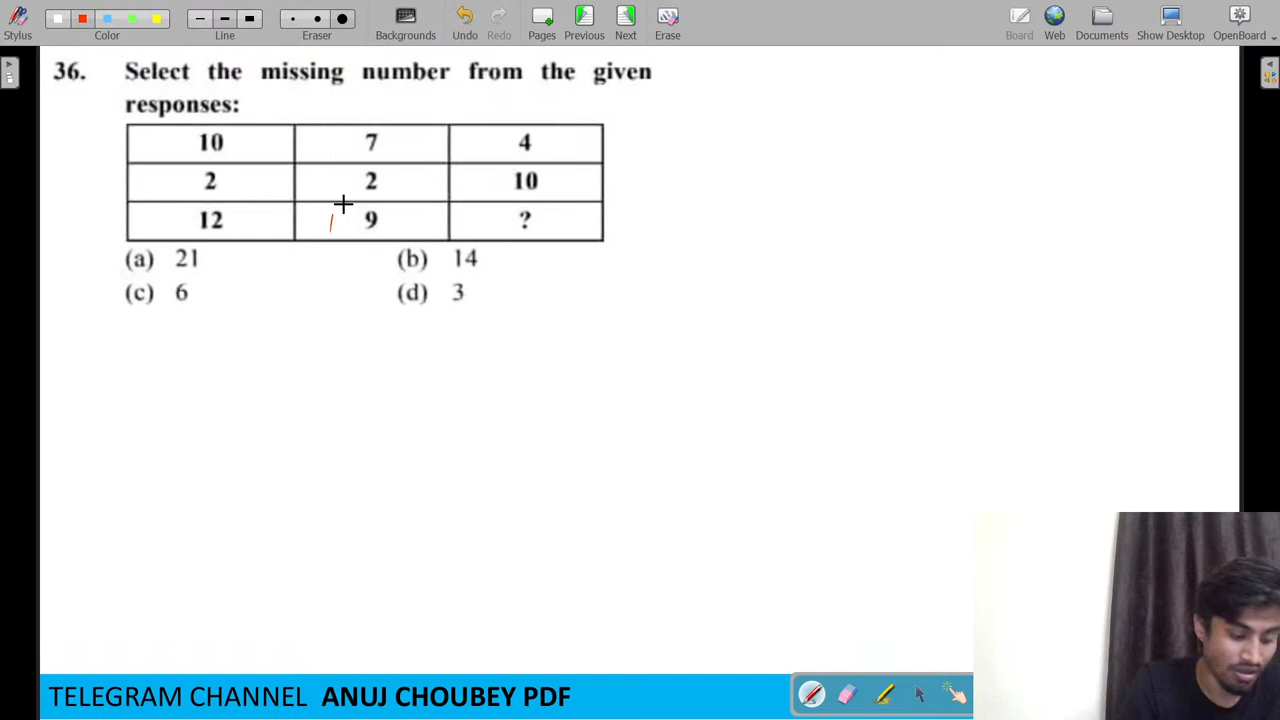 Stylus Color Line Eraser Backgrounds Undo Redo Pages Previous Next Erase Board Web Documents Show Desktop OpenBoard
36. Select the missing number from the given
responses:
10 7 4
2 2 10
12 9 ?
(a) 21 (b) 14
(c) 6 (d) 3
TELEGRAM CHANNEL ANUJ CHOUBEY PDF